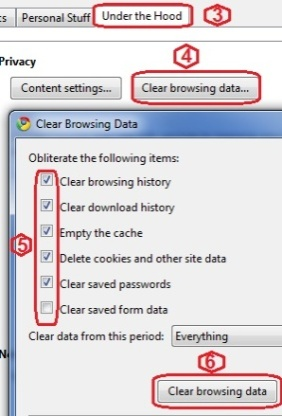 ts Personal Stuff Under the Hood 3
4
Privacy
Content settings... Clear browsing data...
Clear Browsing Data
Obliterate the following items:
Clear browsing history
Clear download history
Empty the cache
5
Delete cookies and other site data
Clear saved passwords
Clear saved form data
Clear data from this period: Everything
6
Clear browsing data